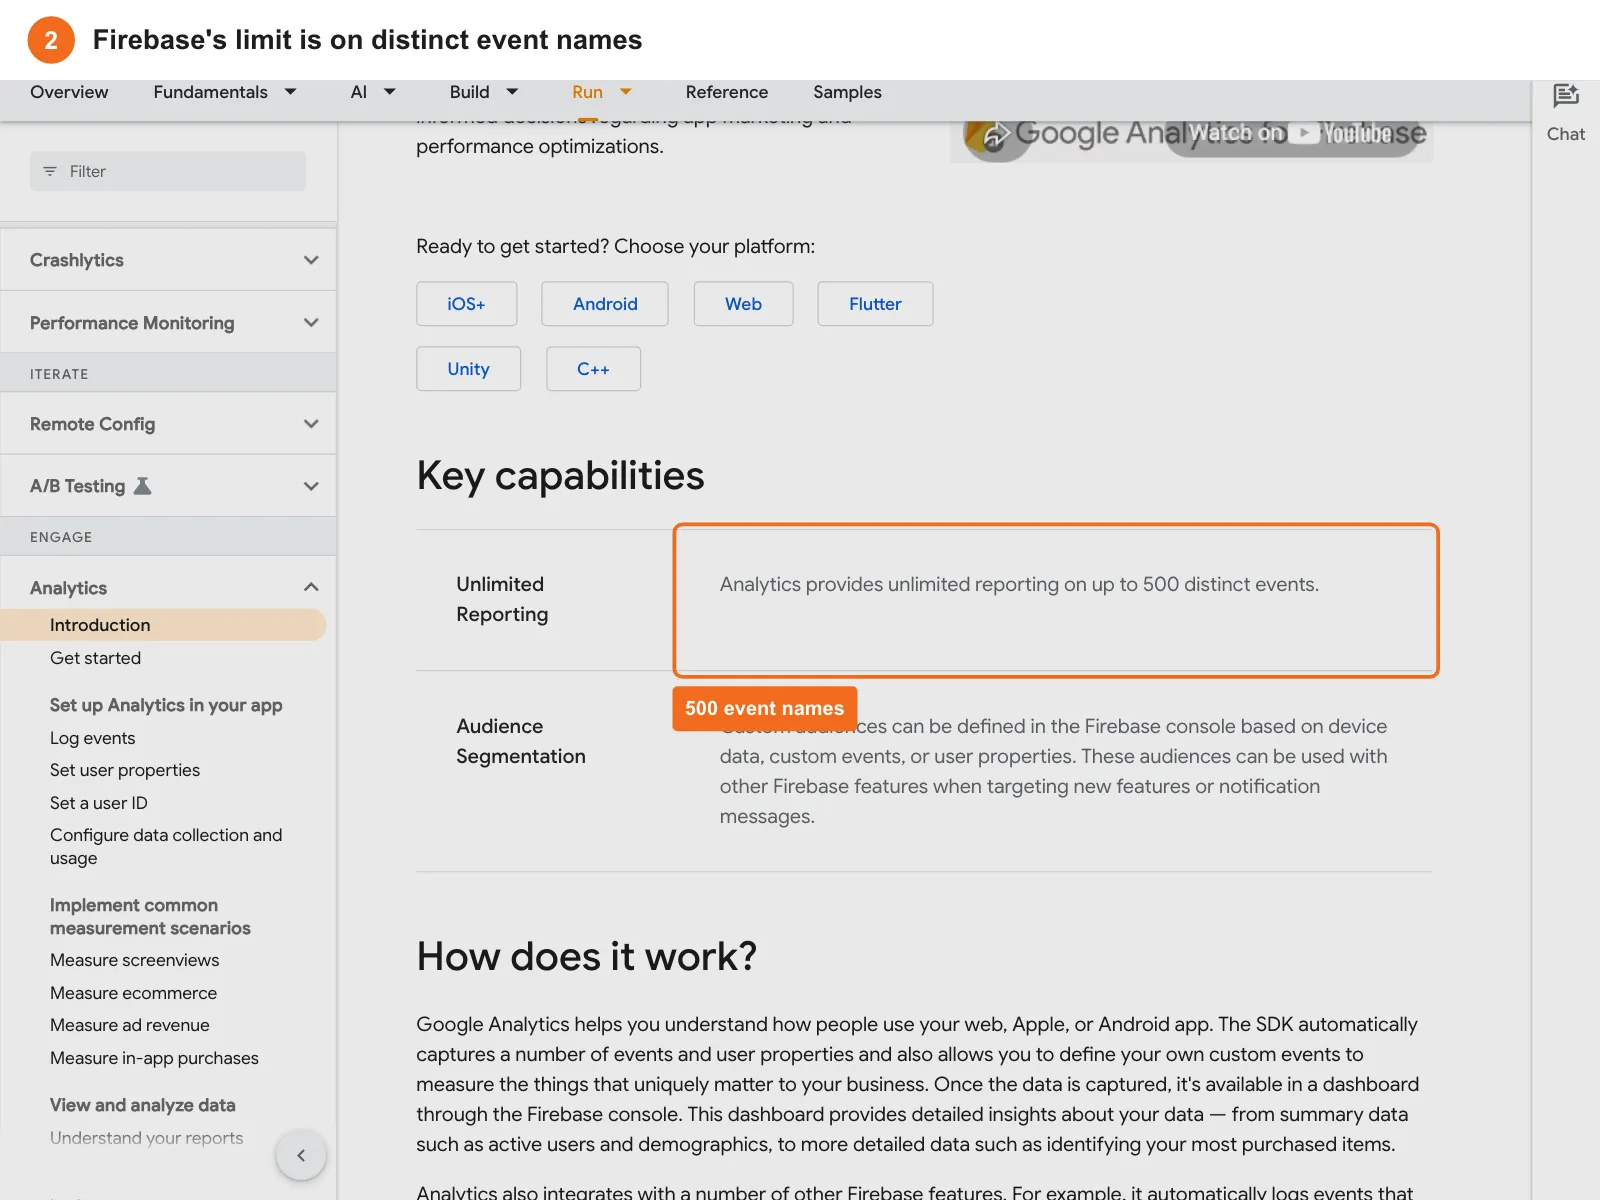 2 Firebase's limit is on distinct event names
Overview Fundamentals AI Build Run Reference Samples
Chat
Filter
Crashlytics
Performance Monitoring
ITERATE
Remote Config
A/B Testing
ENGAGE
Analytics
Introduction
Get started
Set up Analytics in your app
Log events
Set user properties
Set a user ID
Configure data collection and
usage
Implement common
measurement scenarios
Measure screenviews
Measure ecommerce
Measure ad revenue
Measure in-app purchases
View and analyze data
Understand your reports
informed decisions regarding app marketing and
performance optimizations.
Google Analytics for Firebase
Watch on YouTube
Ready to get started? Choose your platform:
iOS+ Android Web Flutter
Unity C++
Key capabilities
Unlimited
Reporting
Analytics provides unlimited reporting on up to 500 distinct events.
500 event names
Audience
Segmentation
Custom audiences can be defined in the Firebase console based on device
data, custom events, or user properties. These audiences can be used with
other Firebase features when targeting new features or notification
messages.
How does it work?
Google Analytics helps you understand how people use your web, Apple, or Android app. The SDK automatically
captures a number of events and user properties and also allows you to define your own custom events to
measure the things that uniquely matter to your business. Once the data is captured, it's available in a dashboard
through the Firebase console. This dashboard provides detailed insights about your data — from summary data
such as active users and demographics, to more detailed data such as identifying your most purchased items.
Analytics also integrates with a number of other Firebase features. For example, it automatically logs events that